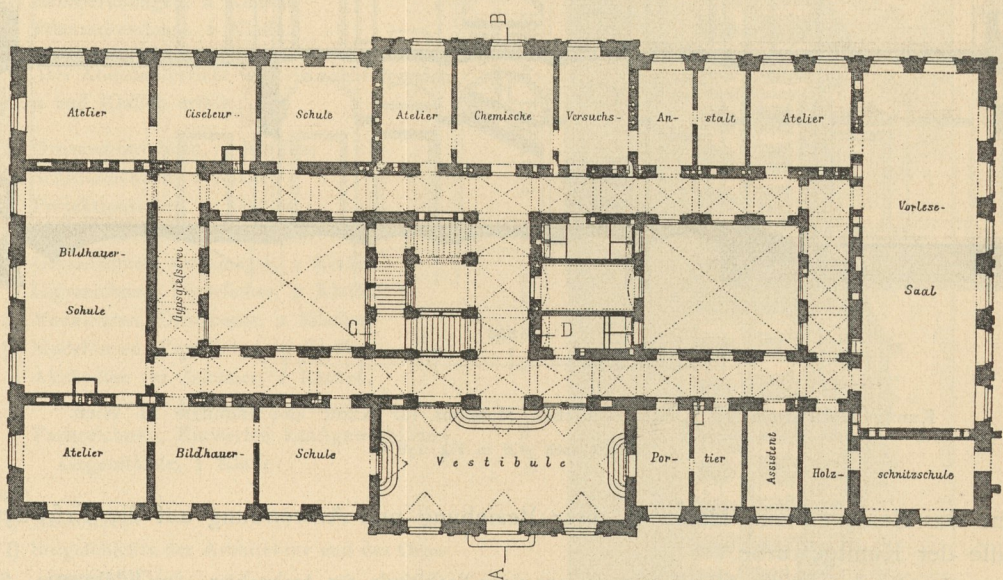 B
Atelier
Ciseleur-
Schule
Atelier
Chemische
Versuchs-
An-
stalt
Atelier
Bildhauer-
Schule
Gypsgießerei
C
D
Vorlese-
Saal
Atelier
Bildhauer-
Schule
Vestibule
Por-
tier
Assistent
Holz-
schnitzschule
A